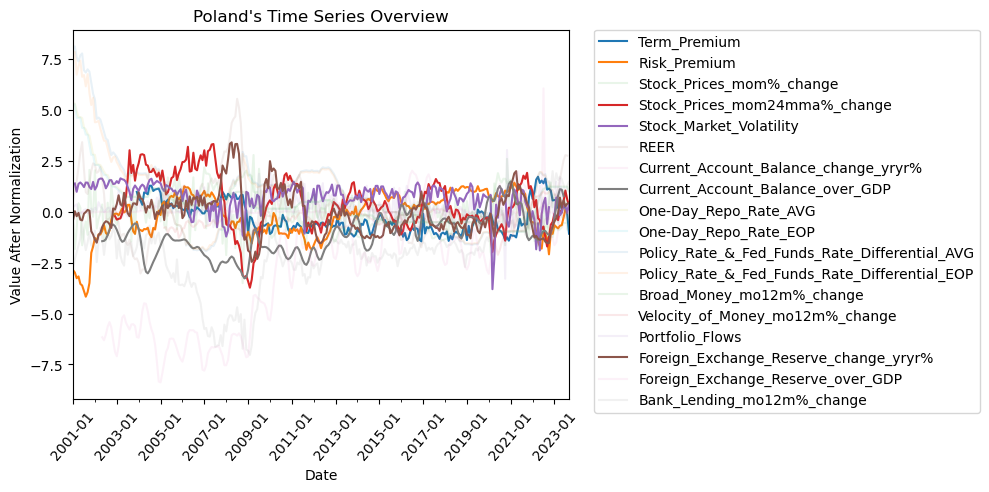 Poland's Time Series Overview
Value After Normalization
7.5
5.0
2.5
0.0
−2.5
−5.0
−7.5
2001-01
2003-01
2005-01
2007-01
2009-01
2011-01
2013-01
2015-01
2017-01
2019-01
2021-01
2023-01
Date
Term_Premium
Risk_Premium
Stock_Prices_mom%_change
Stock_Prices_mom24mma%_change
Stock_Market_Volatility
REER
Current_Account_Balance_change_yryr%
Current_Account_Balance_over_GDP
One-Day_Repo_Rate_AVG
One-Day_Repo_Rate_EOP
Policy_Rate_&_Fed_Funds_Rate_Differential_AVG
Policy_Rate_&_Fed_Funds_Rate_Differential_EOP
Broad_Money_mo12m%_change
Velocity_of_Money_mo12m%_change
Portfolio_Flows
Foreign_Exchange_Reserve_change_yryr%
Foreign_Exchange_Reserve_over_GDP
Bank_Lending_mo12m%_change